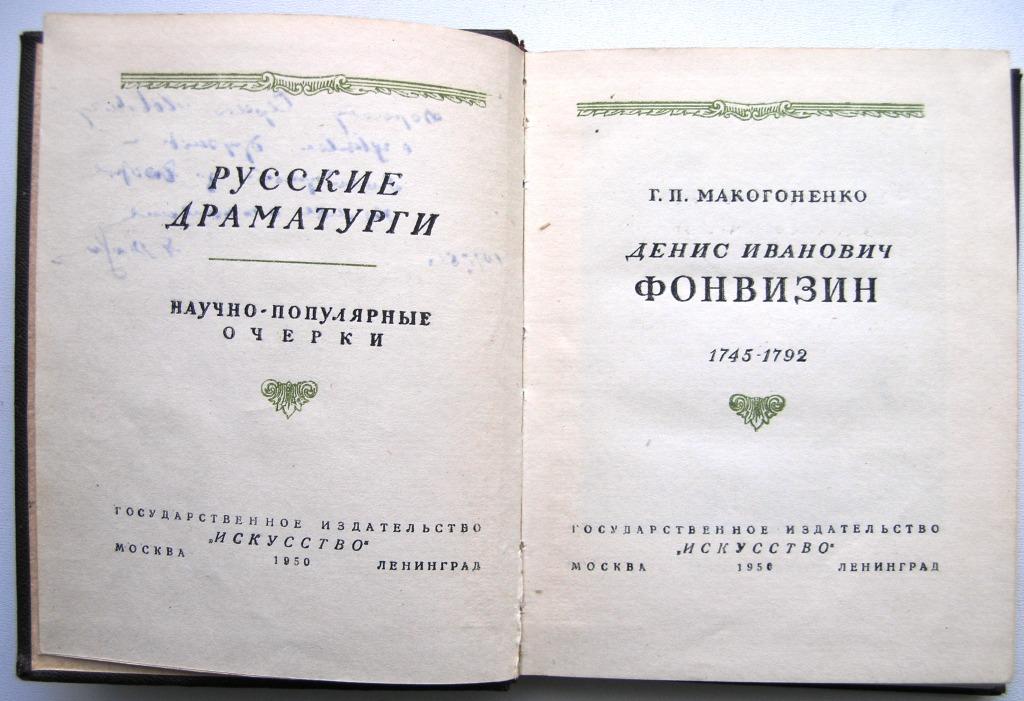 РУССКИЕ
ДРАМАТУРГИ
НАУЧНО-ПОПУЛЯРНЫЕ
ОЧЕРКИ
ГОСУДАРСТВЕННОЕ ИЗДАТЕЛЬСТВО
„ИСКУССТВО“
МОСКВА 1950 ЛЕНИНГРАД
Г. П. МАКОГОНЕНКО
ДЕНИС ИВАНОВИЧ
ФОНВИЗИН
1745-1792
ГОСУДАРСТВЕННОЕ ИЗДАТЕЛЬСТВО
„ИСКУССТВО“
МОСКВА 1950 ЛЕНИНГРАД